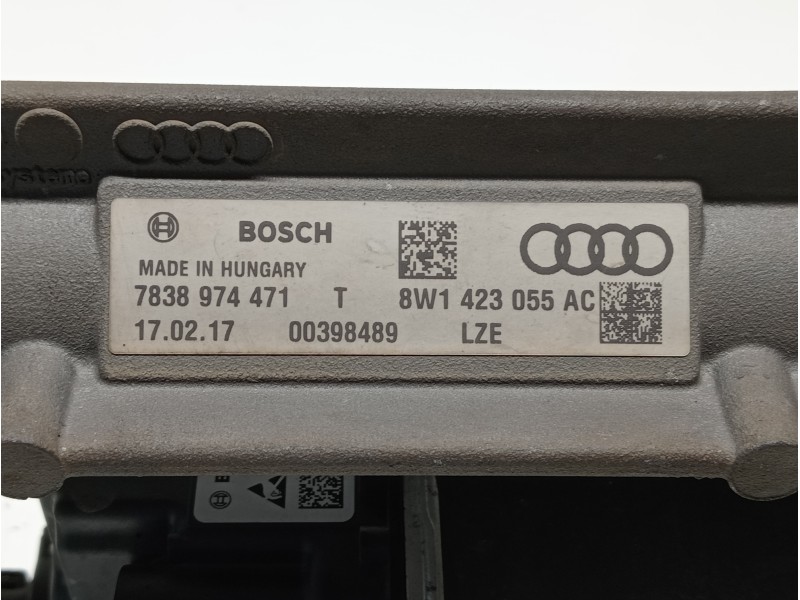 BOSCH
MADE IN HUNGARY
7838 974 471 T 8W1 423 055 AC
17.02.17 00398489 LZE